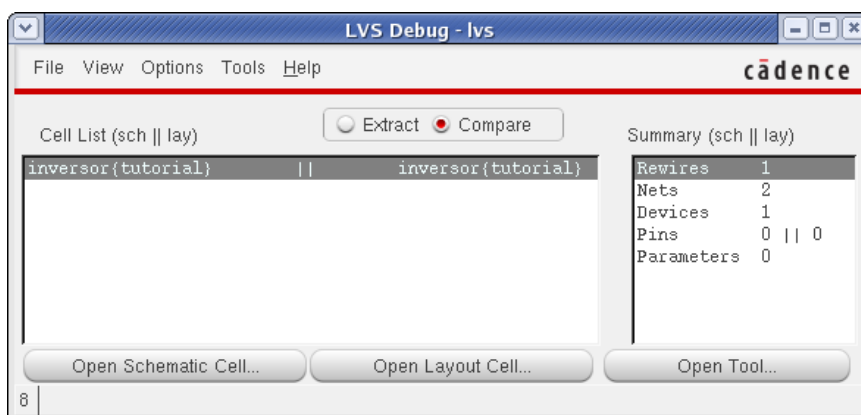 LVS Debug - lvs
File View Options Tools Help
cādence
Extract Compare
Cell List (sch || lay)
Summary (sch || lay)
inversor{tutorial} || inversor{tutorial}
Rewires 1
Nets 2
Devices 1
Pins 0 || 0
Parameters 0
Open Schematic Cell... Open Layout Cell... Open Tool...
8